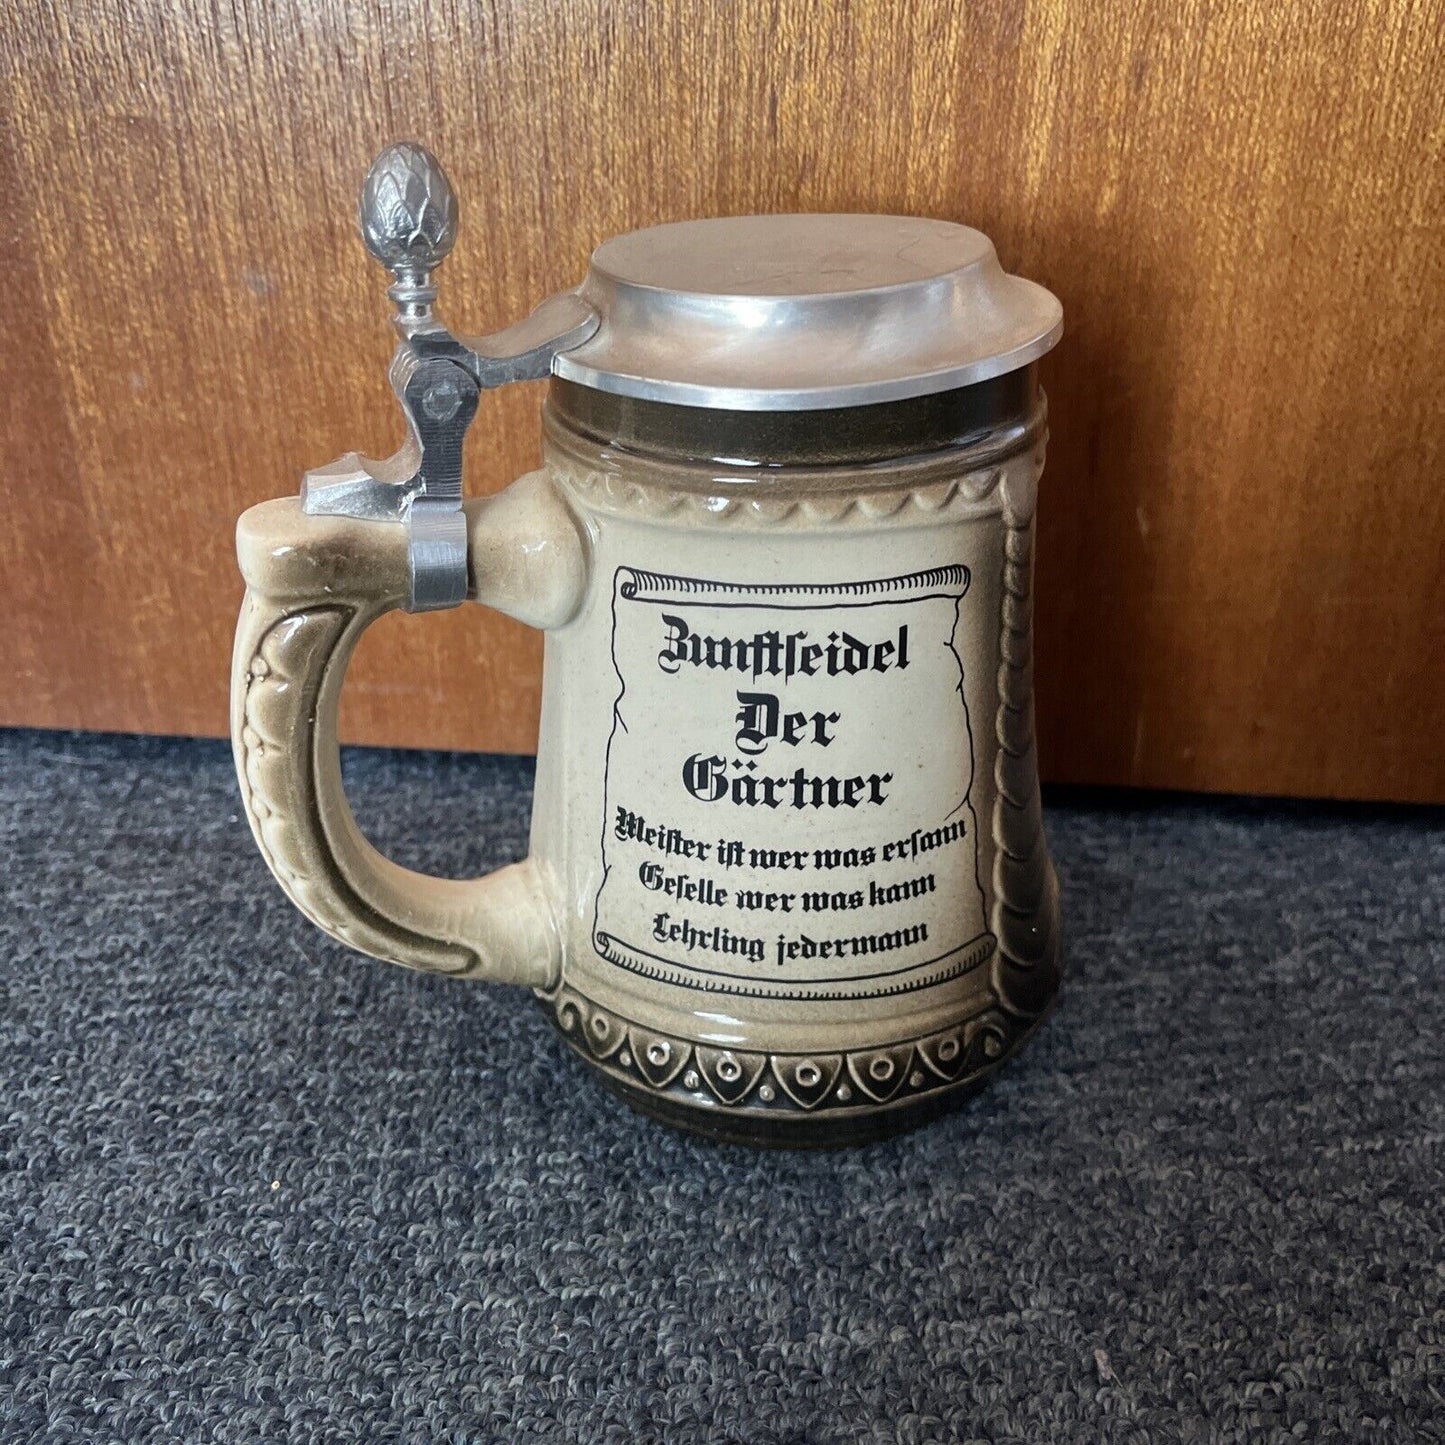 Zunftſeidel
Der
Gärtner
Meiſter iſt wer was erſann
Geſelle wer was kann
Lehrling jedermann